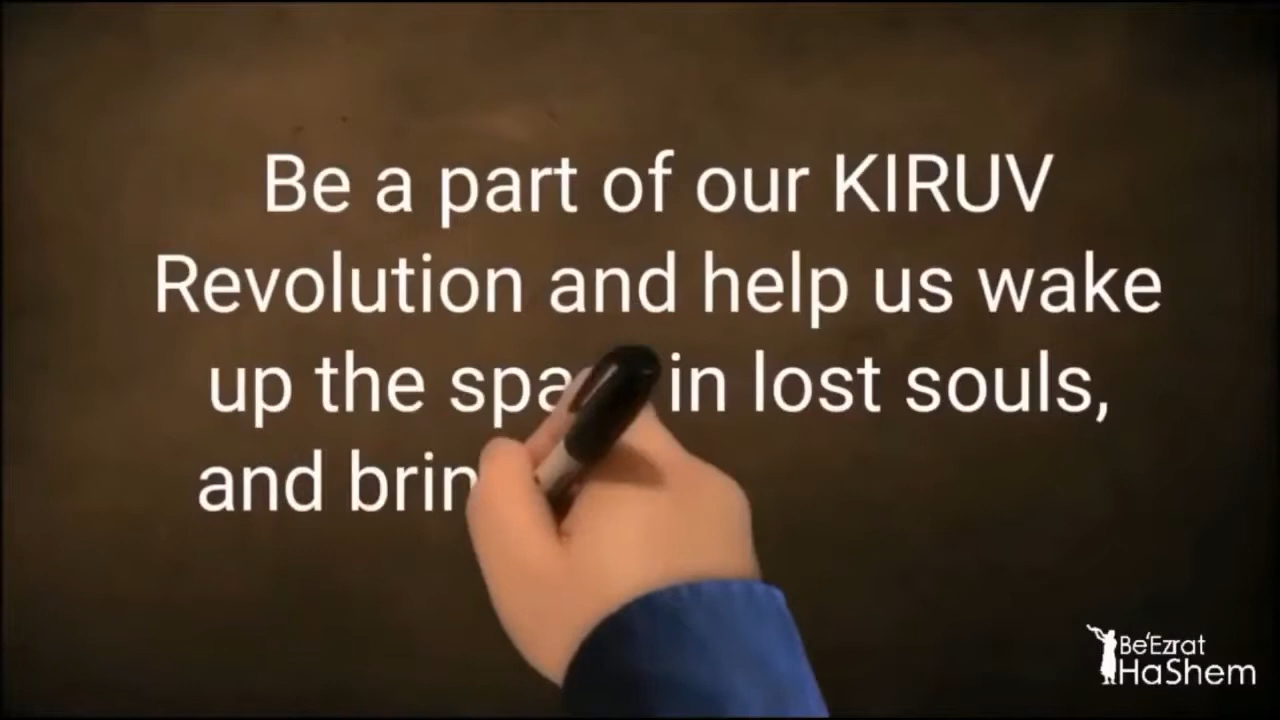 Be a part of our KIRUV
Revolution and help us wake
up the in lost souls,
and
Be'Ezrat
HaShem